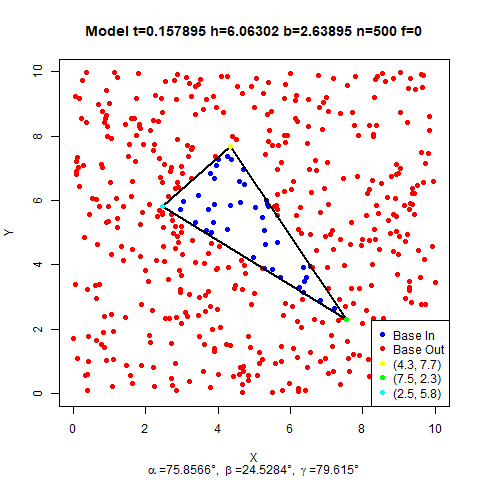 Model t=0.157895 h=6.06302 b=2.63895 n=500 f=0
10
8
6
4
2
0
Y
0 2 4 6 8 10
X
Base In
Base Out
(4.3, 7.7)
(7.5, 2.3)
(2.5, 5.8)
α=75.8566°, β=24.5284°, γ=79.615°